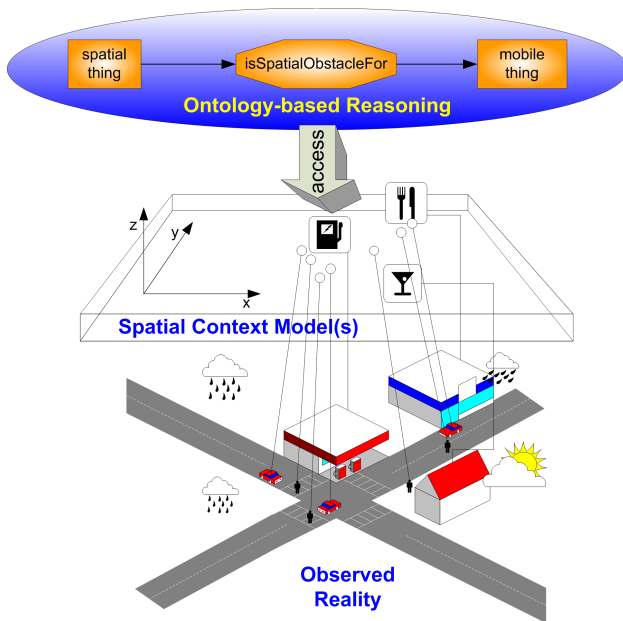 spatial
thing
isSpatialObstacleFor
mobile
thing
Ontology-based Reasoning
access
z
y
x
Spatial Context Model(s)
Observed
Reality